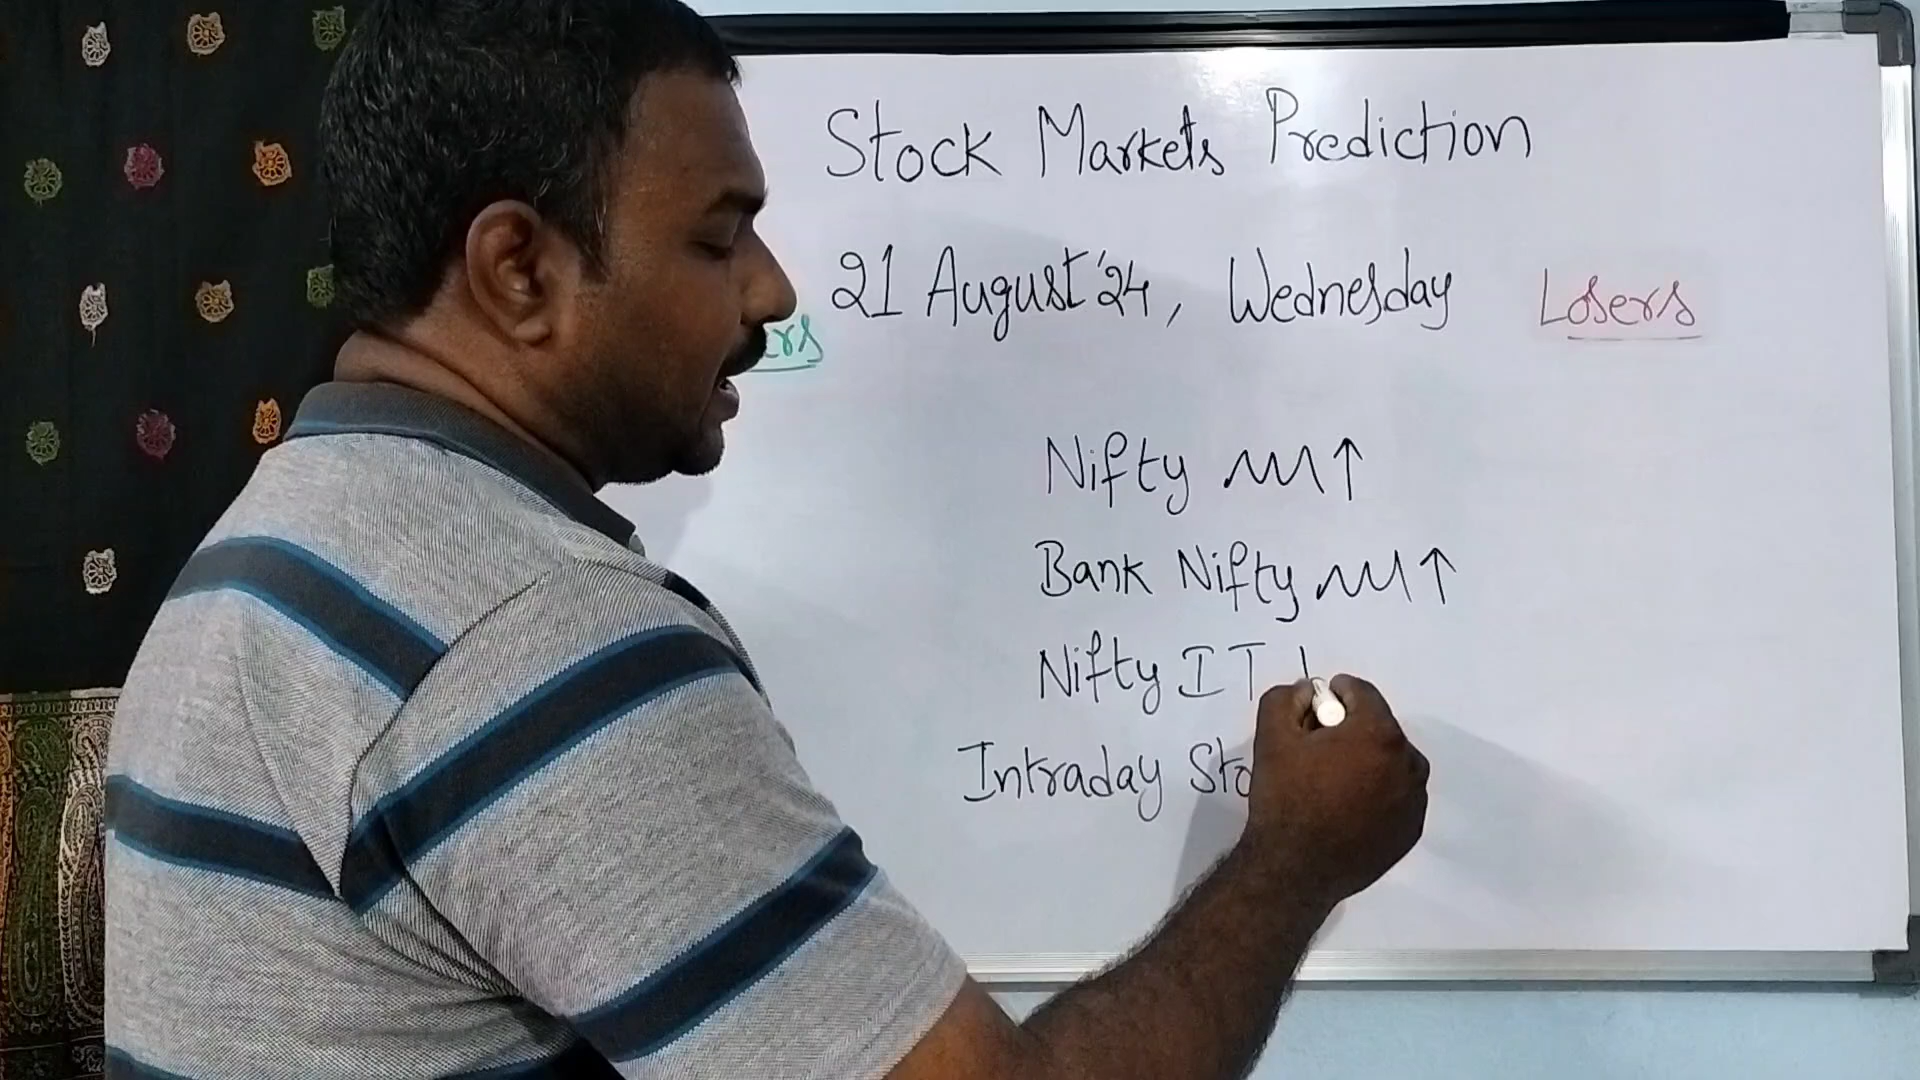 Stock Markets Prediction
21 August '24, Wednesday
Losers
Nifty ↑
Bank Nifty ↑
Nifty IT
Intraday